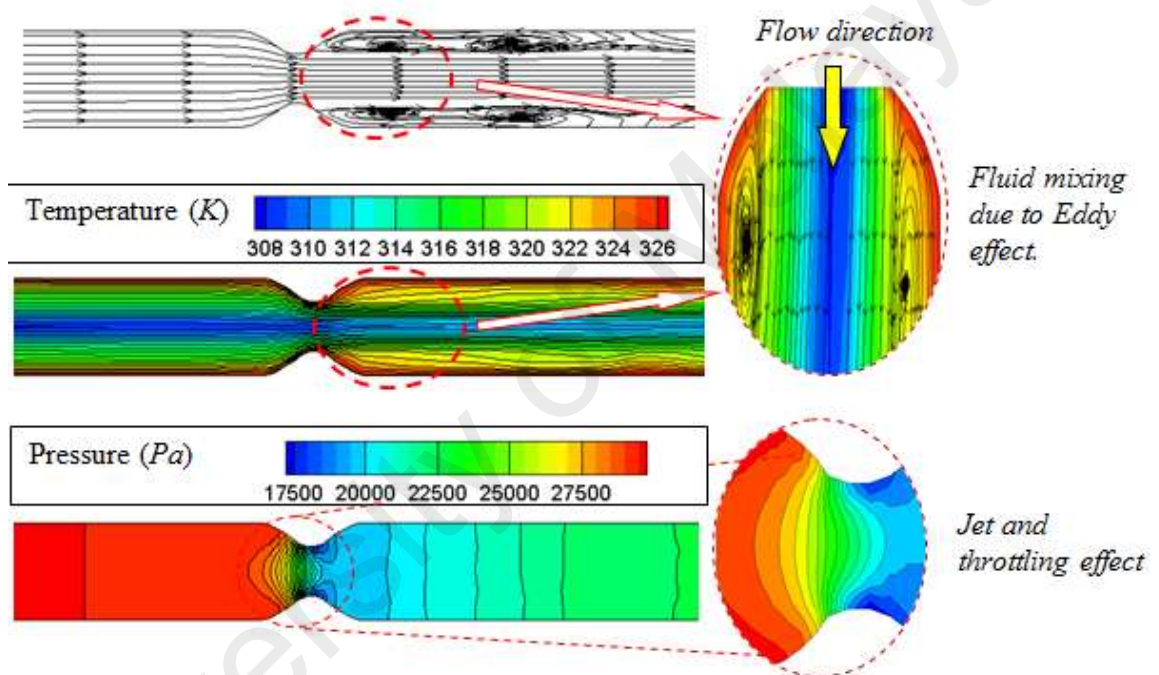 Flow direction
Fluid mixing
due to Eddy
effect.
Temperature (K)
308 310 312 314 316 318 320 322 324 326
Pressure (Pa)
17500 20000 22500 25000 27500
Jet and
throttling effect